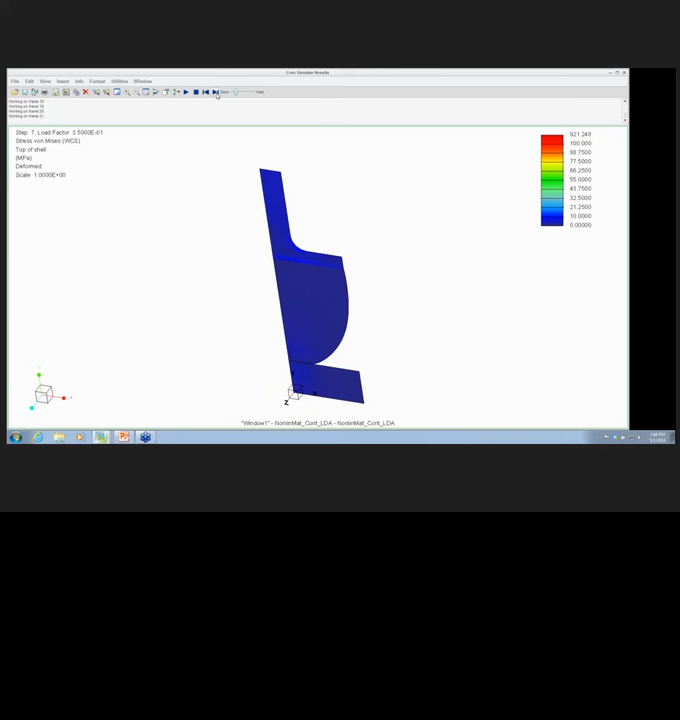 Creo Simulate Results
File Edit View Insert Info Format Utilities Window
Slow Fast
Working on frame 18
Working on frame 19
Working on frame 20
Working on frame 21
Step 7, Load Factor 3.5000E-01
Stress von Mises (WCS)
Top of shell
(MPa)
Deformed
Scale 1.0000E+00
921.248
100.000
88.7500
77.5000
66.2500
55.0000
43.7500
32.5000
21.2500
10.0000
0.00000
Z
"Window1" - NonlinMat_Cont_LDA - NonlinMat_Cont_LDA